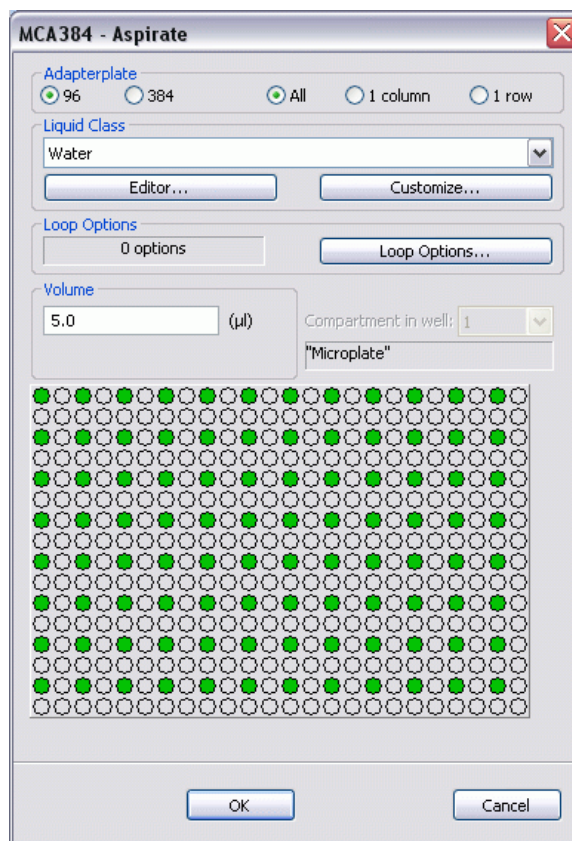 MCA384 - Aspirate
Adapterplate
96 384 All 1 column 1 row
Liquid Class
Water
Editor... Customize...
Loop Options
0 options Loop Options...
Volume
5.0 (µl) Compartment in well: 1
"Microplate"
OK Cancel